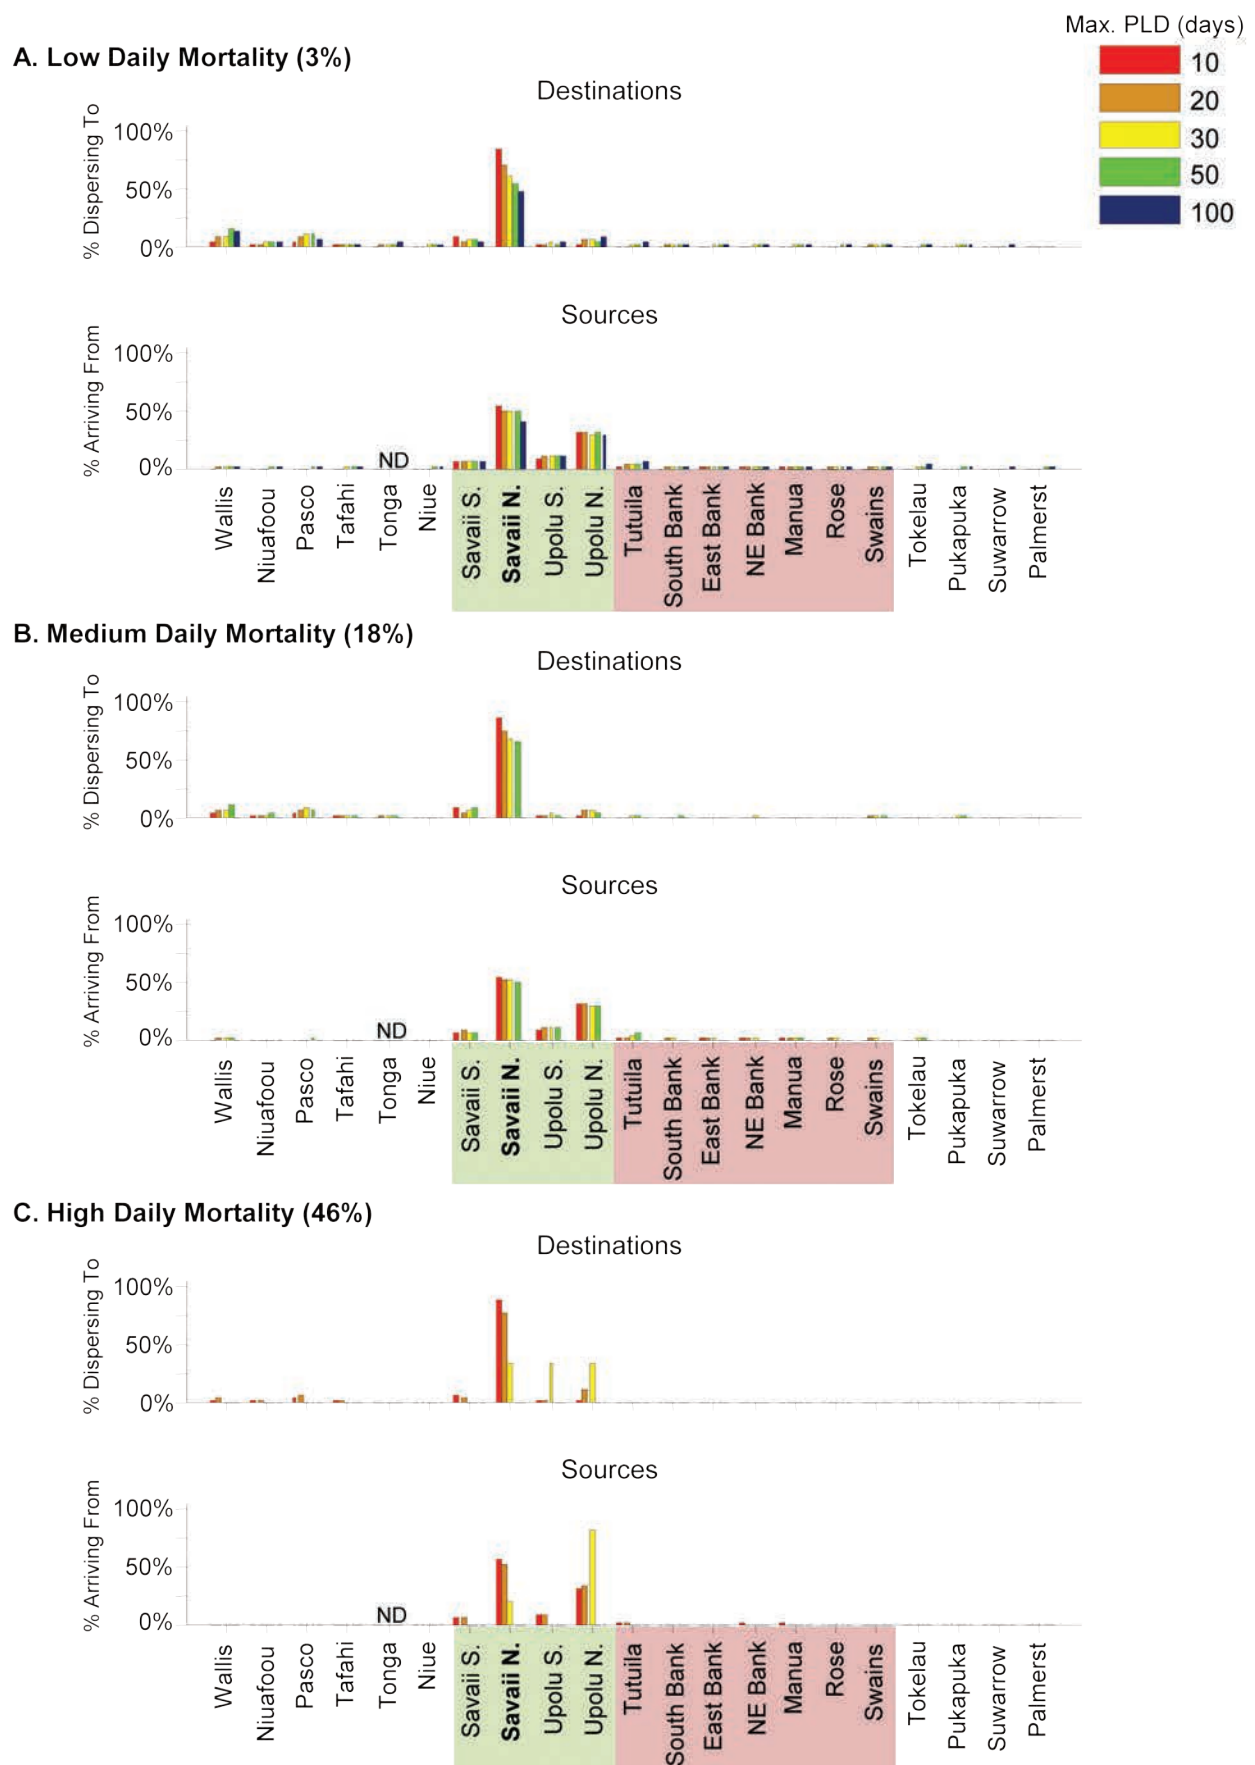 Max. PLD (days)
10
20
30
50
100
A. Low Daily Mortality (3%)
Destinations
% Dispersing To
100%
50%
0%
Sources
% Arriving From
100%
50%
0%
ND
Wallis
Niuafoou
Pasco
Tafahi
Tonga
Niue
Savaii S.
Savaii N.
Upolu S.
Upolu N.
Tutuila
South Bank
East Bank
NE Bank
Manua
Rose
Swains
Tokelau
Pukapuka
Suwarrow
Palmerst
B. Medium Daily Mortality (18%)
Destinations
% Dispersing To
100%
50%
0%
Sources
% Arriving From
100%
50%
0%
ND
Wallis
Niuafoou
Pasco
Tafahi
Tonga
Niue
Savaii S.
Savaii N.
Upolu S.
Upolu N.
Tutuila
South Bank
East Bank
NE Bank
Manua
Rose
Swains
Tokelau
Pukapuka
Suwarrow
Palmerst
C. High Daily Mortality (46%)
Destinations
% Dispersing To
100%
50%
0%
Sources
% Arriving From
100%
50%
0%
ND
Wallis
Niuafoou
Pasco
Tafahi
Tonga
Niue
Savaii S.
Savaii N.
Upolu S.
Upolu N.
Tutuila
South Bank
East Bank
NE Bank
Manua
Rose
Swains
Tokelau
Pukapuka
Suwarrow
Palmerst